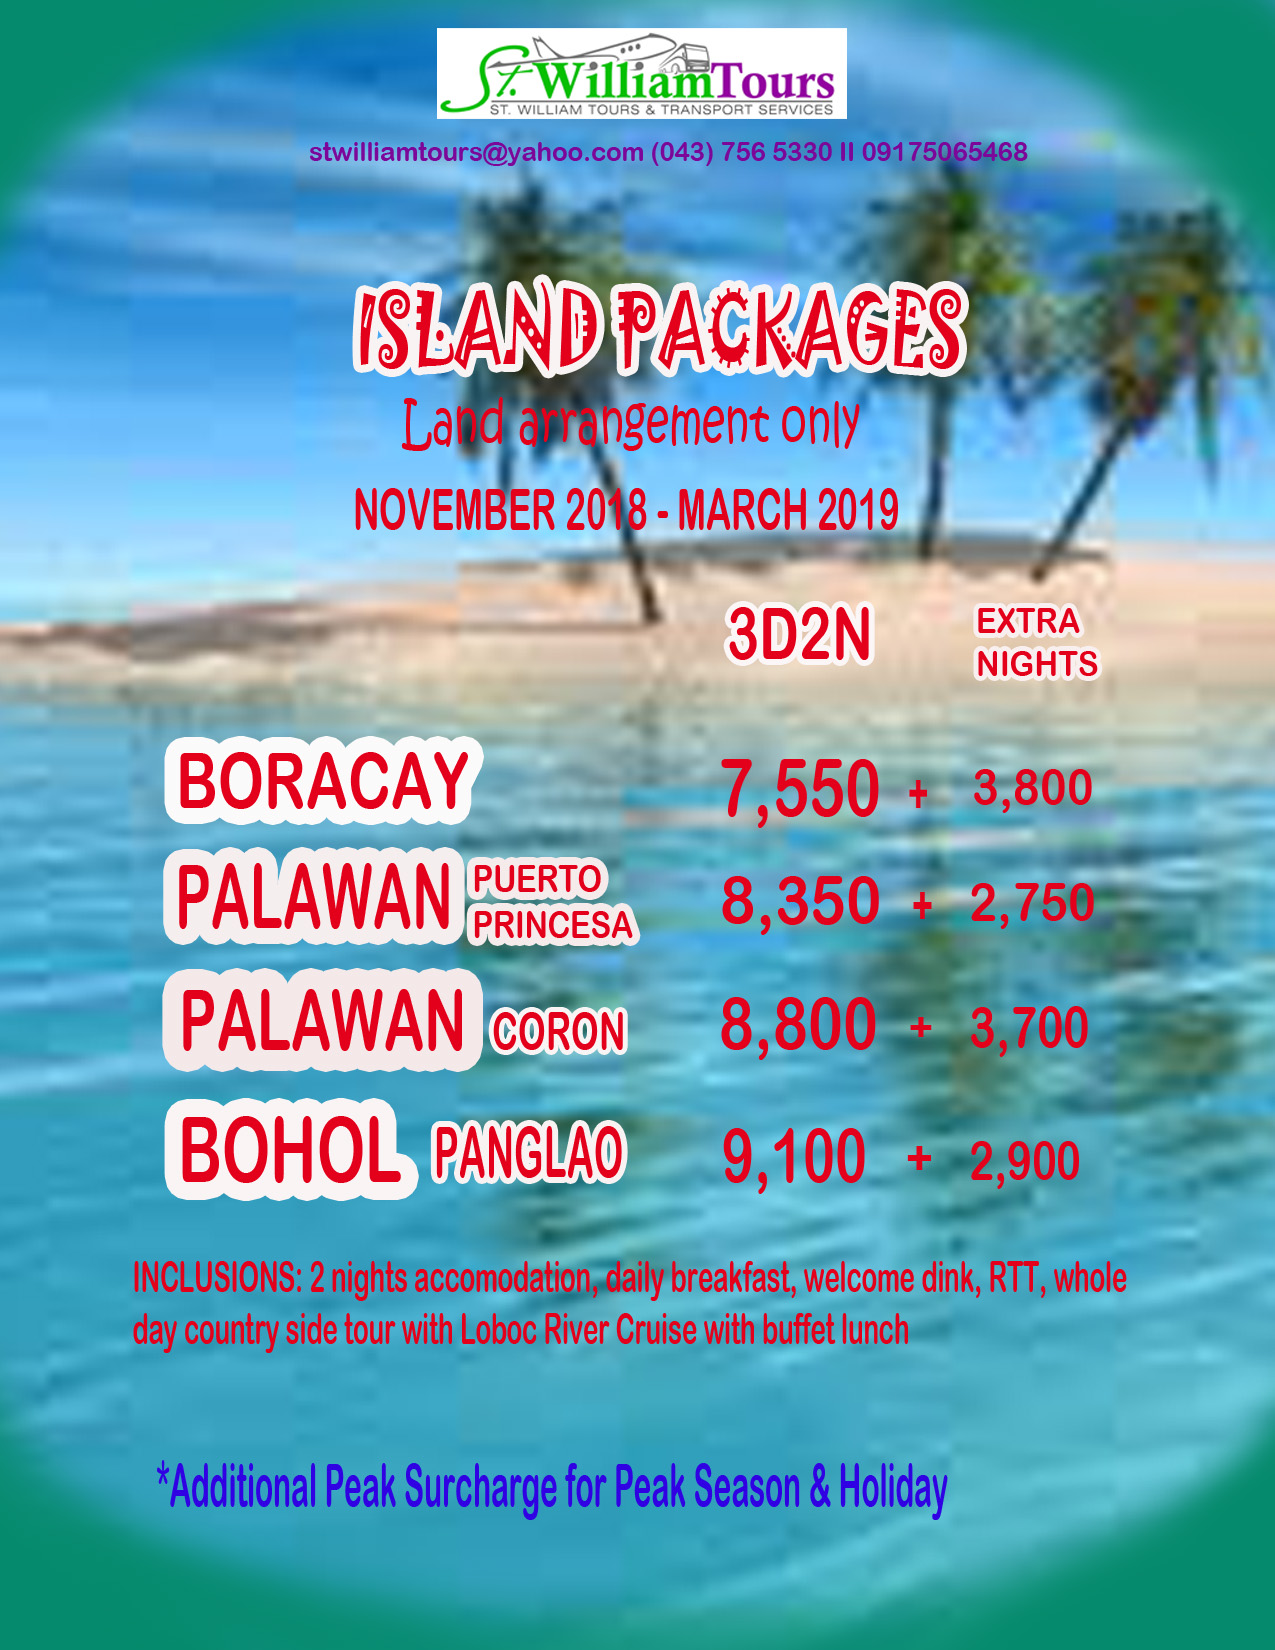 St. William Tours
ST. WILLIAM TOURS & TRANSPORT SERVICES
stwilliamtours@yahoo.com (043) 756 5330 II 09175065468
ISLAND PACKAGES
Land arrangement only
NOVEMBER 2018 - MARCH 2019
3D2N EXTRA
NIGHTS
BORACAY 7,550 + 3,800
PALAWAN PUERTO PRINCESA 8,350 + 2,750
PALAWAN CORON 8,800 + 3,700
BOHOL PANGLAO 9,100 + 2,900
INCLUSIONS: 2 nights accomodation, daily breakfast, welcome dink, RTT, whole
day country side tour with Loboc River Cruise with buffet lunch
*Additional Peak Surcharge for Peak Season & Holiday